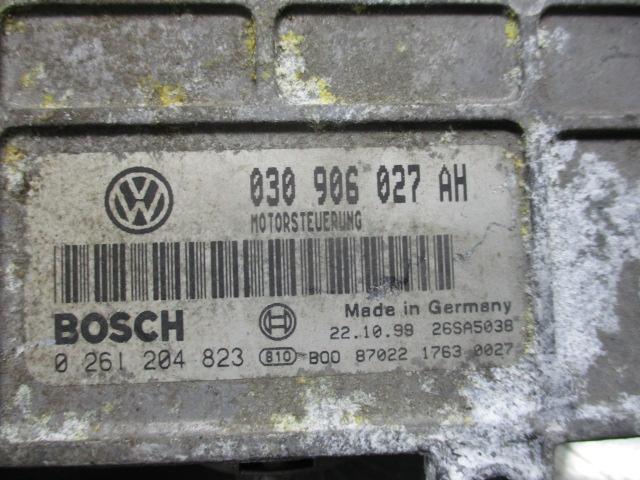 030 906 027 AH
MOTORSTEUERUNG
BOSCH
Made in Germany
22.10.98 26SA5038
0 261 204 823 810 B00 87022 1763 0027